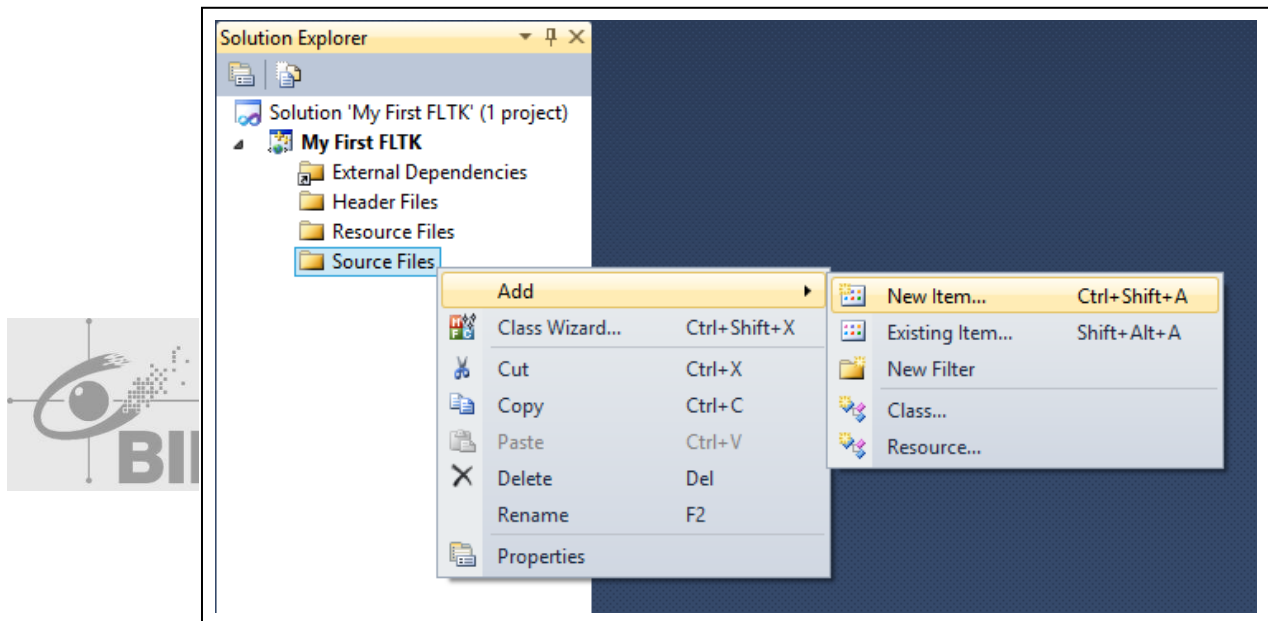 Solution Explorer
Solution 'My First FLTK' (1 project)
My First FLTK
External Dependencies
Header Files
Resource Files
Source Files
Add
Class Wizard... Ctrl+Shift+X
Cut Ctrl+X
Copy Ctrl+C
Paste Ctrl+V
Delete Del
Rename F2
Properties
New Item... Ctrl+Shift+A
Existing Item... Shift+Alt+A
New Filter
Class...
Resource...